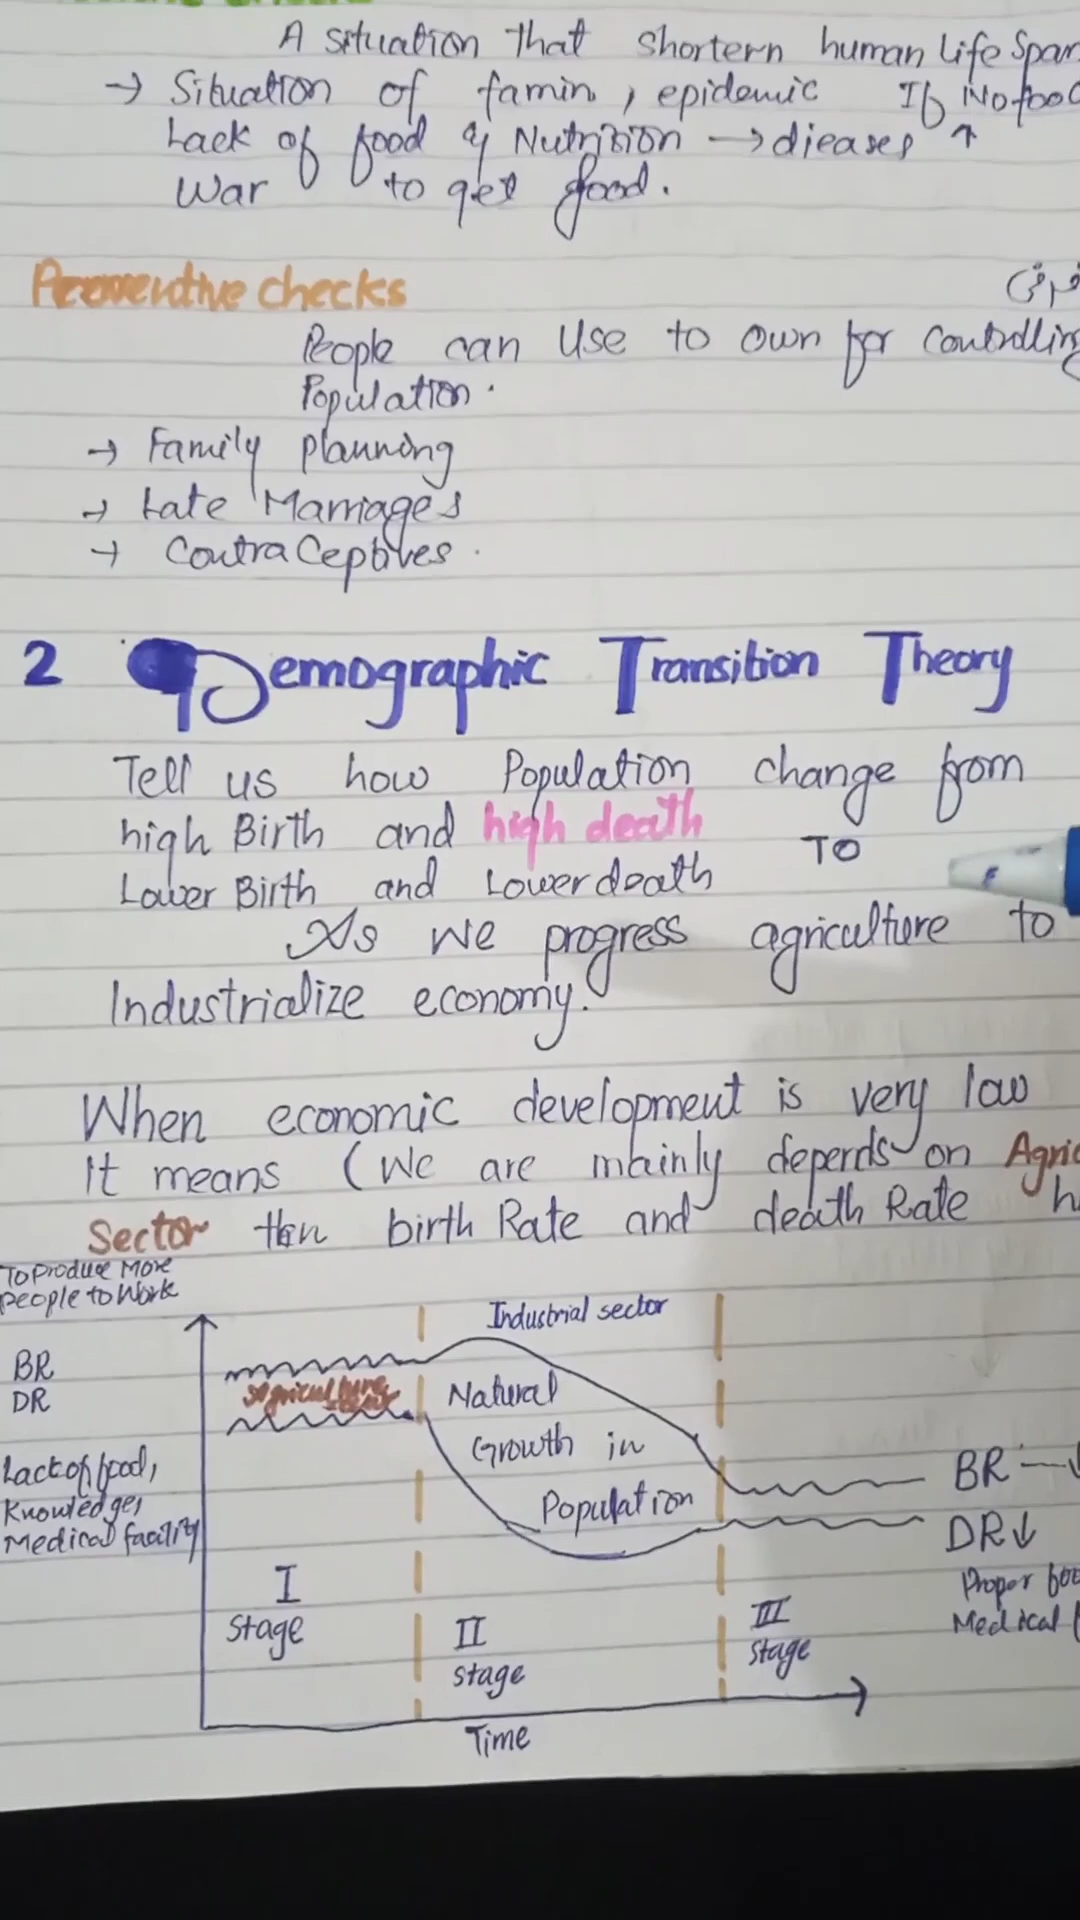 A situation that shortern human life Span
→ Situation of famin, epidemic If No food
Lack of food & Nutrition → dieases ↑
War to get food.
Preventive checks
People can Use to own for Controlling
Population.
→ Family planning
→ Late Marriages
→ Contra Ceptives.
2 Demographic Transition Theory
Tell us how Population change from
high Birth and high death TO
Lower Birth and Lower death
As We progress agriculture to
Industrialize economy.
When economic development is very low
It means (We are mainly depends on Agric
Sector then birth Rate and death Rate h
To Produce More
People to Work
Industrial sector
BR
DR
agriculture
Natural
Growth in
Population
Lack of food,
Knowledge,
Medical facility
BR → ↓
DR ↓
Proper foo
Medical f
I
Stage
II
stage
III
stage
Time